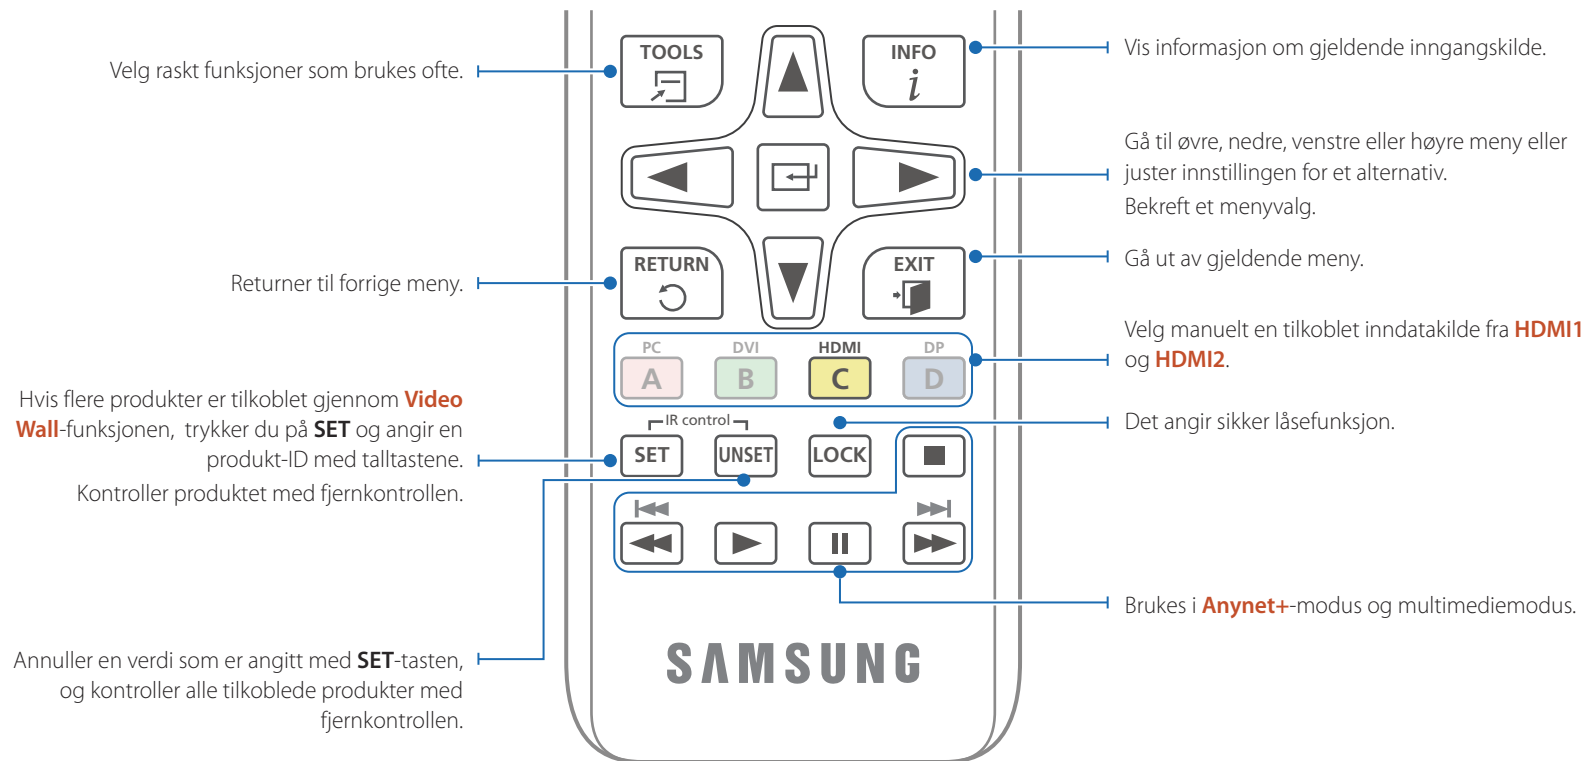 TOOLS
INFO
i
Velg raskt funksjoner som brukes ofte.
Vis informasjon om gjeldende inngangskilde.
Gå til øvre, nedre, venstre eller høyre meny eller
juster innstillingen for et alternativ.
Bekreft et menyvalg.
RETURN
EXIT
Returner til forrige meny.
Gå ut av gjeldende meny.
Velg manuelt en tilkoblet inndatakilde fra HDMI1
og HDMI2.
PC DVI HDMI DP
A B C D
Hvis flere produkter er tilkoblet gjennom Video
Wall-funksjonen, trykker du på SET og angir en
produkt-ID med talltastene.
Kontroller produktet med fjernkontrollen.
IR control
SET UNSET LOCK
Det angir sikker låsefunksjon.
Brukes i Anynet+-modus og multimediemodus.
Annuller en verdi som er angitt med SET-tasten,
og kontroller alle tilkoblede produkter med
fjernkontrollen.
SAMSUNG